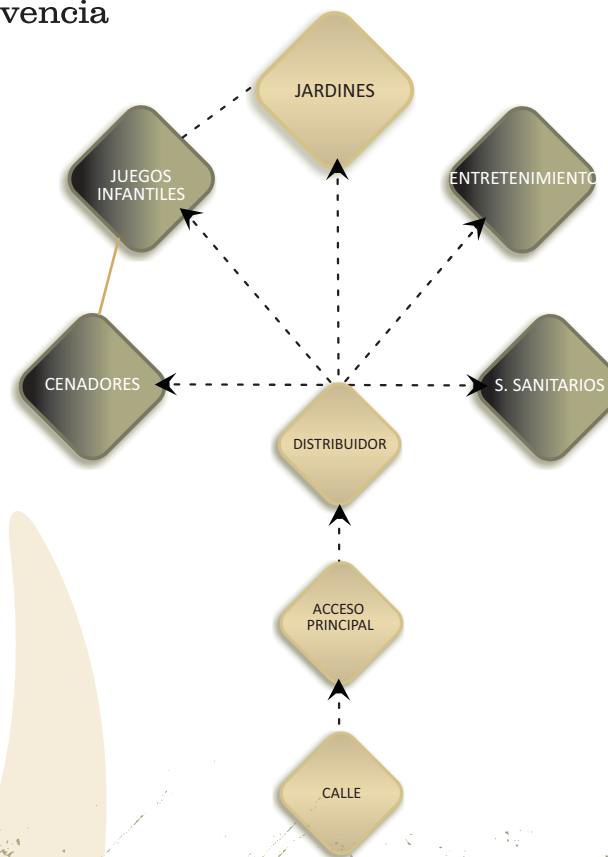 vencia
JARDINES
JUEGOS
INFANTILES
ENTRETENIMIENTO
CENADORES
S. SANITARIOS
DISTRIBUIDOR
ACCESO
PRINCIPAL
CALLE